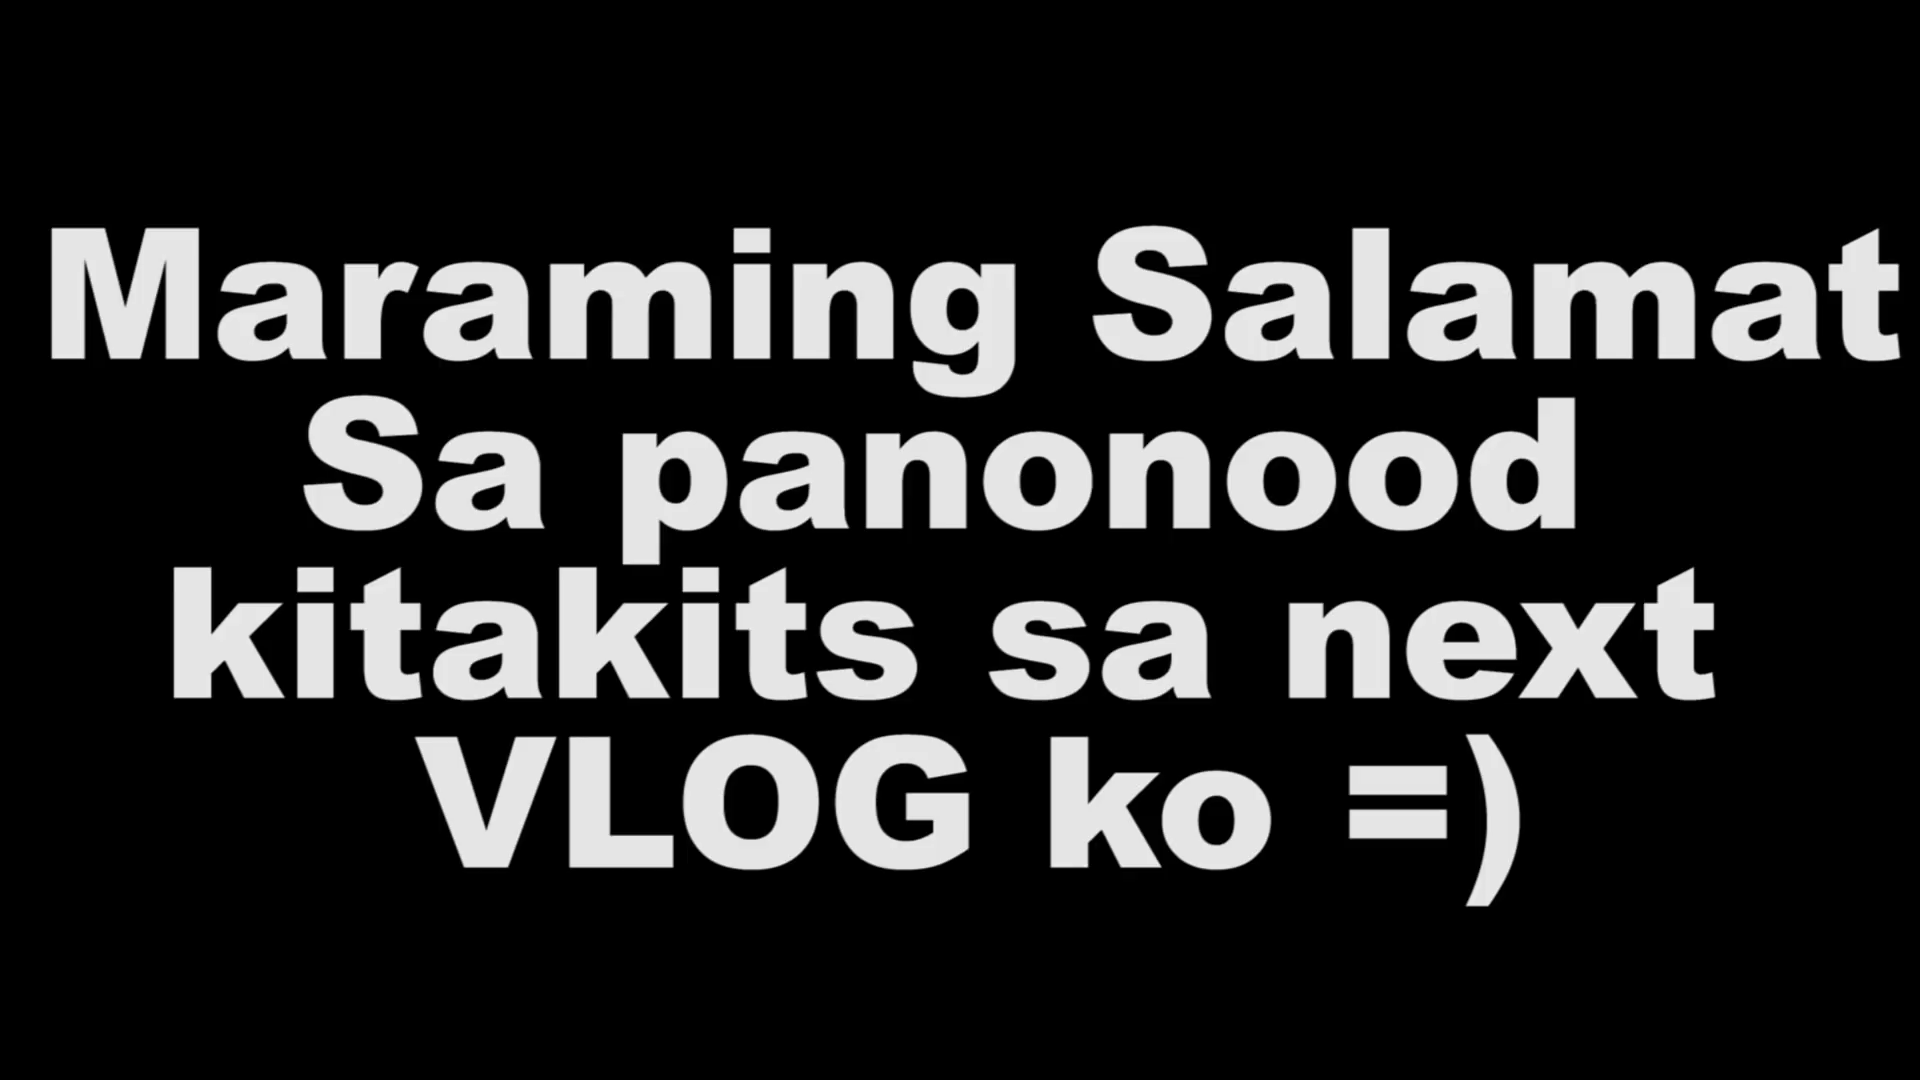 Maraming Salamat
Sa panonood
kitakits sa next
VLOG ko =)